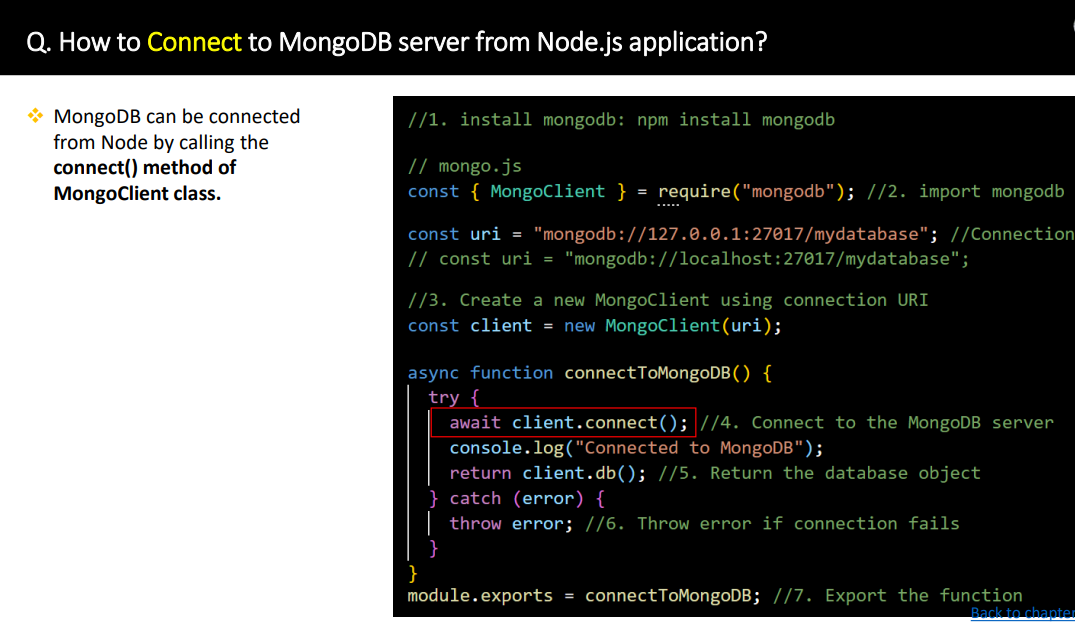 Q. How to Connect to MongoDB server from Node.js application?
MongoDB can be connected
from Node by calling the
connect() method of
MongoClient class.
//1. install mongodb: npm install mongodb
// mongo.js
const { MongoClient } = require("mongodb"); //2. import mongodb
const uri = "mongodb://127.0.0.1:27017/mydatabase"; //Connection
// const uri = "mongodb://localhost:27017/mydatabase";
//3. Create a new MongoClient using connection URI
const client = new MongoClient(uri);
async function connectToMongoDB() {
try {
await client.connect(); //4. Connect to the MongoDB server
console.log("Connected to MongoDB");
return client.db(); //5. Return the database object
} catch (error) {
throw error; //6. Throw error if connection fails
}
}
module.exports = connectToMongoDB; //7. Export the function
Back to chapter